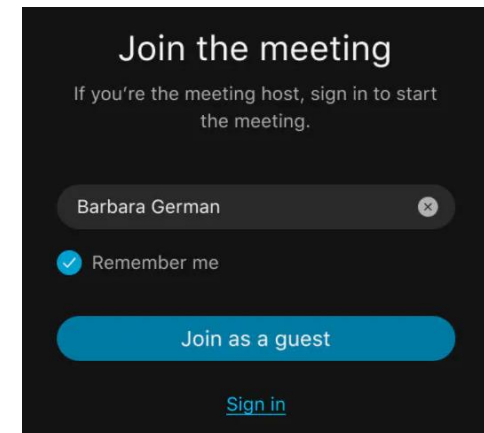 Join the meeting
If you’re the meeting host, sign in to start
the meeting.
Barbara German
Remember me
Join as a guest
Sign in